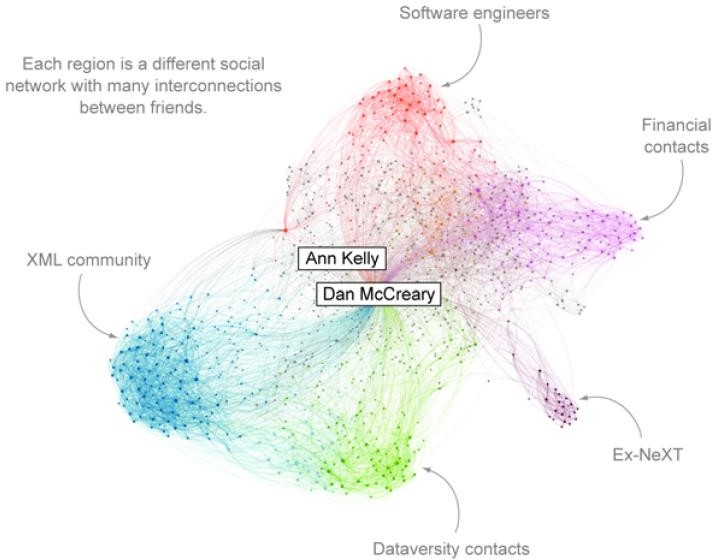 Software engineers
Each region is a different social
network with many interconnections
between friends.
Financial
contacts
Ann Kelly
XML community
Dan McCreary
Ex-NeXT
Dataversity contacts